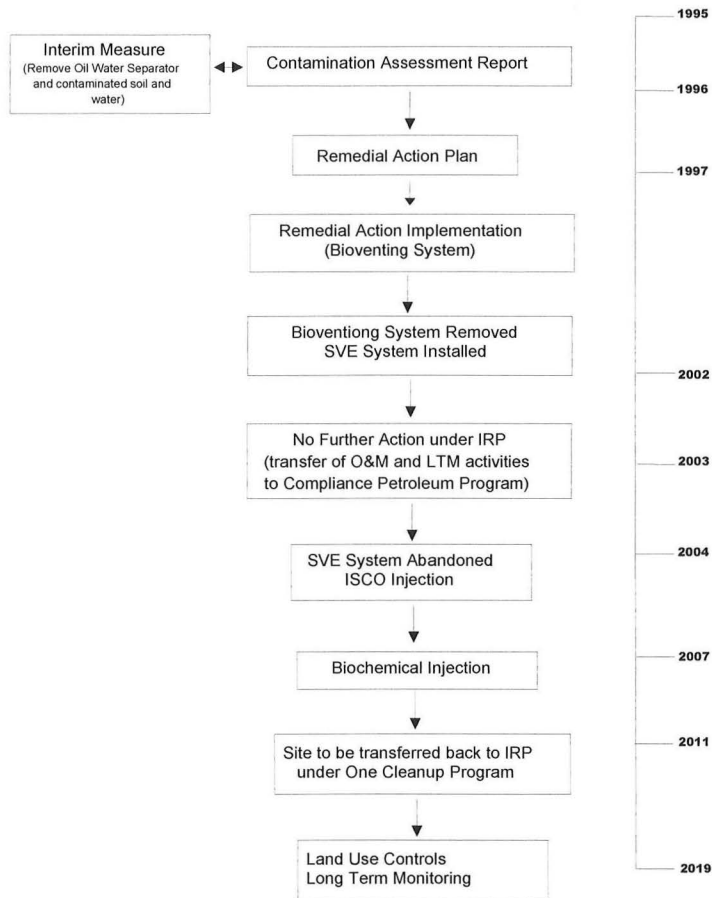 1995
Interim Measure
(Remove Oil Water Separator
and contaminated soil and
water)
Contamination Assessment Report
1996
Remedial Action Plan
1997
Remedial Action Implementation
(Bioventing System)
Bioventiong System Removed
SVE System Installed
2002
No Further Action under IRP
(transfer of O&M and LTM activities
to Compliance Petroleum Program)
2003
SVE System Abandoned
ISCO Injection
2004
Biochemical Injection
2007
Site to be transferred back to IRP
under One Cleanup Program
2011
Land Use Controls
Long Term Monitoring
2019